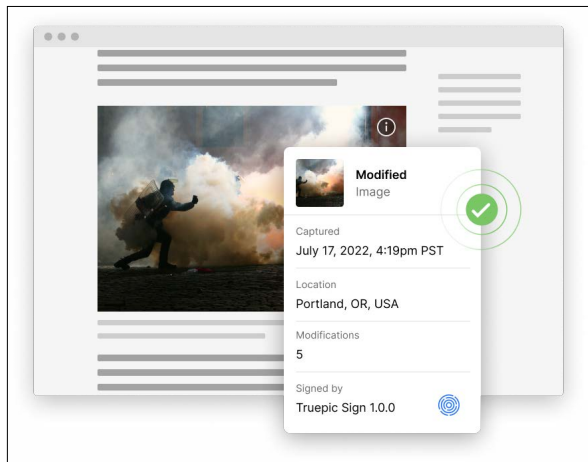 Modified
Image
Captured
July 17, 2022, 4:19pm PST
Location
Portland, OR, USA
Modifications
5
Signed by
Truepic Sign 1.0.0